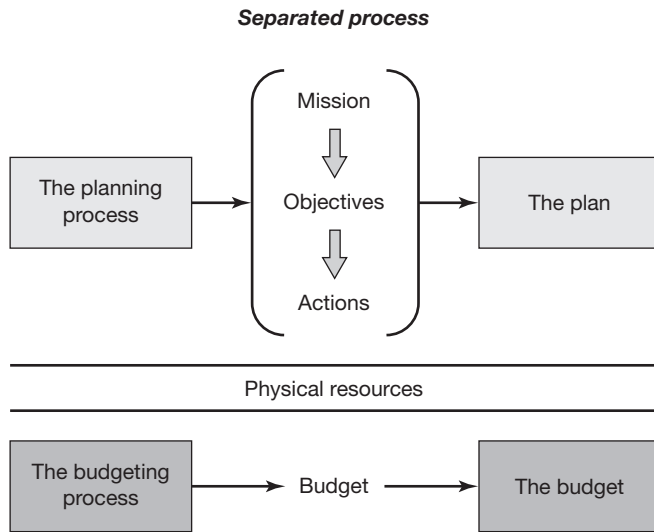 Separated process
Mission
The planning
process
Objectives
The plan
Actions
Physical resources
The budgeting
process
Budget
The budget